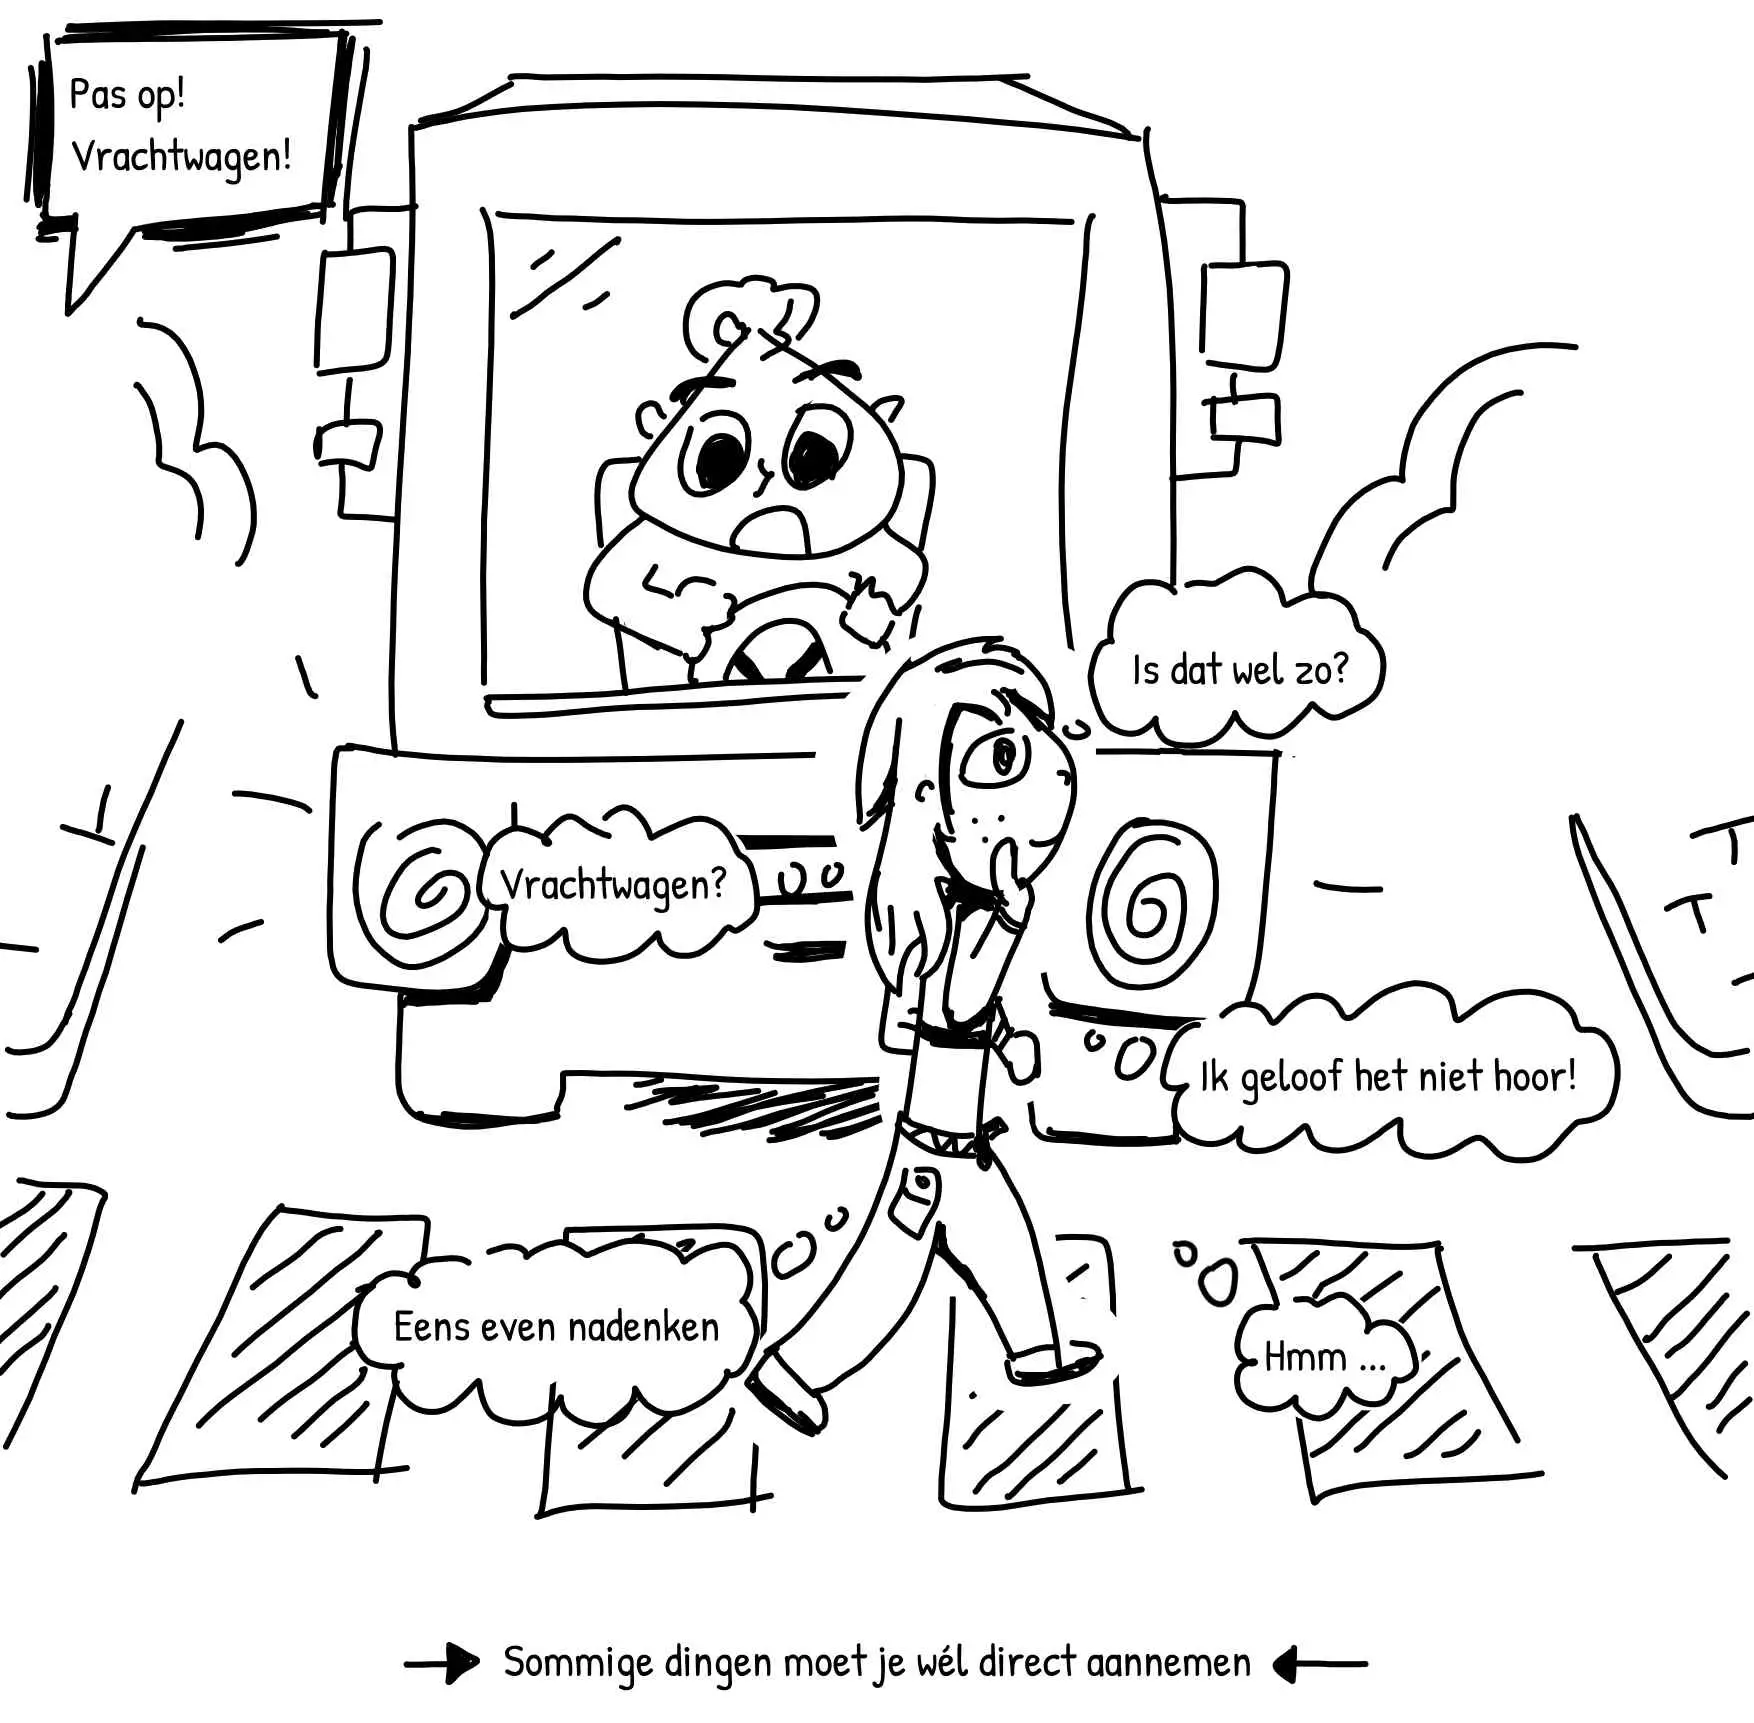 Pas op!
Vrachtwagen!
Is dat wel zo?
Vrachtwagen?
Ik geloof het niet hoor!
Eens even nadenken
Hmm ...
Sommige dingen moet je wél direct aannemen